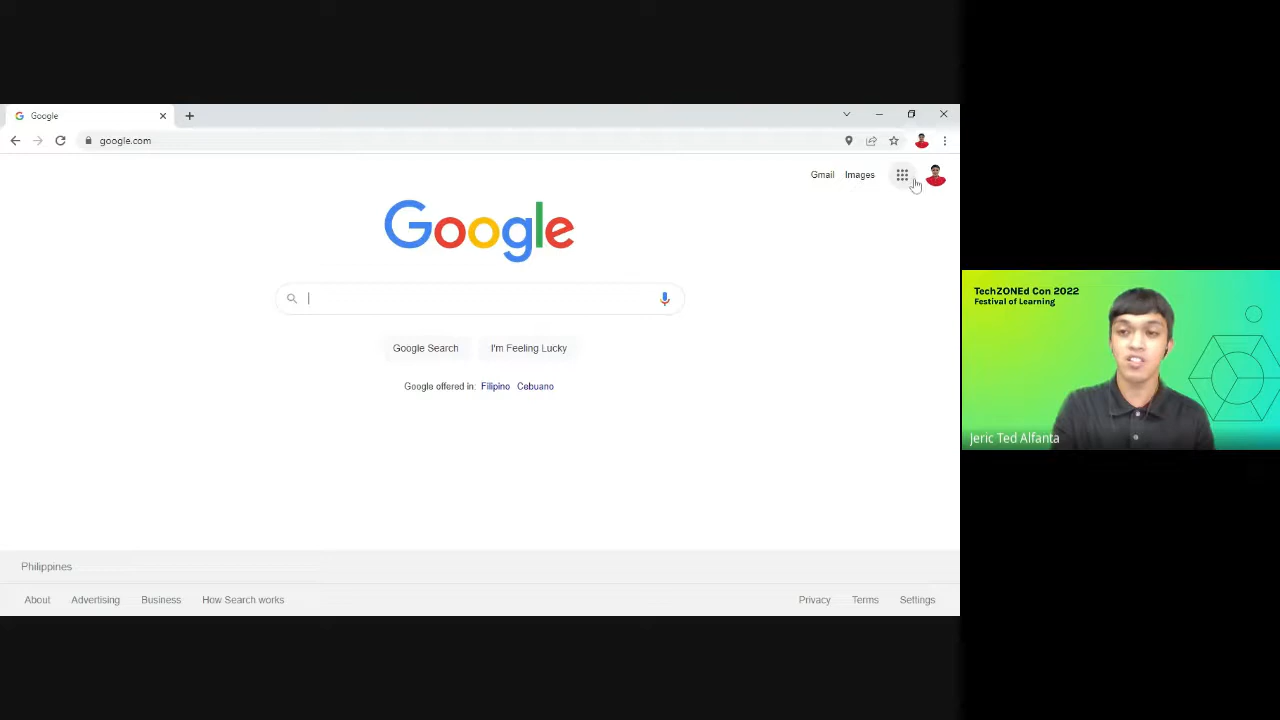 Google
google.com
Gmail Images
Google
Google Search I'm Feeling Lucky
Google offered in: Filipino Cebuano
Philippines
About Advertising Business How Search works Privacy Terms Settings
TechZONEd Con 2022
Festival of Learning
Jeric Ted Alfanta